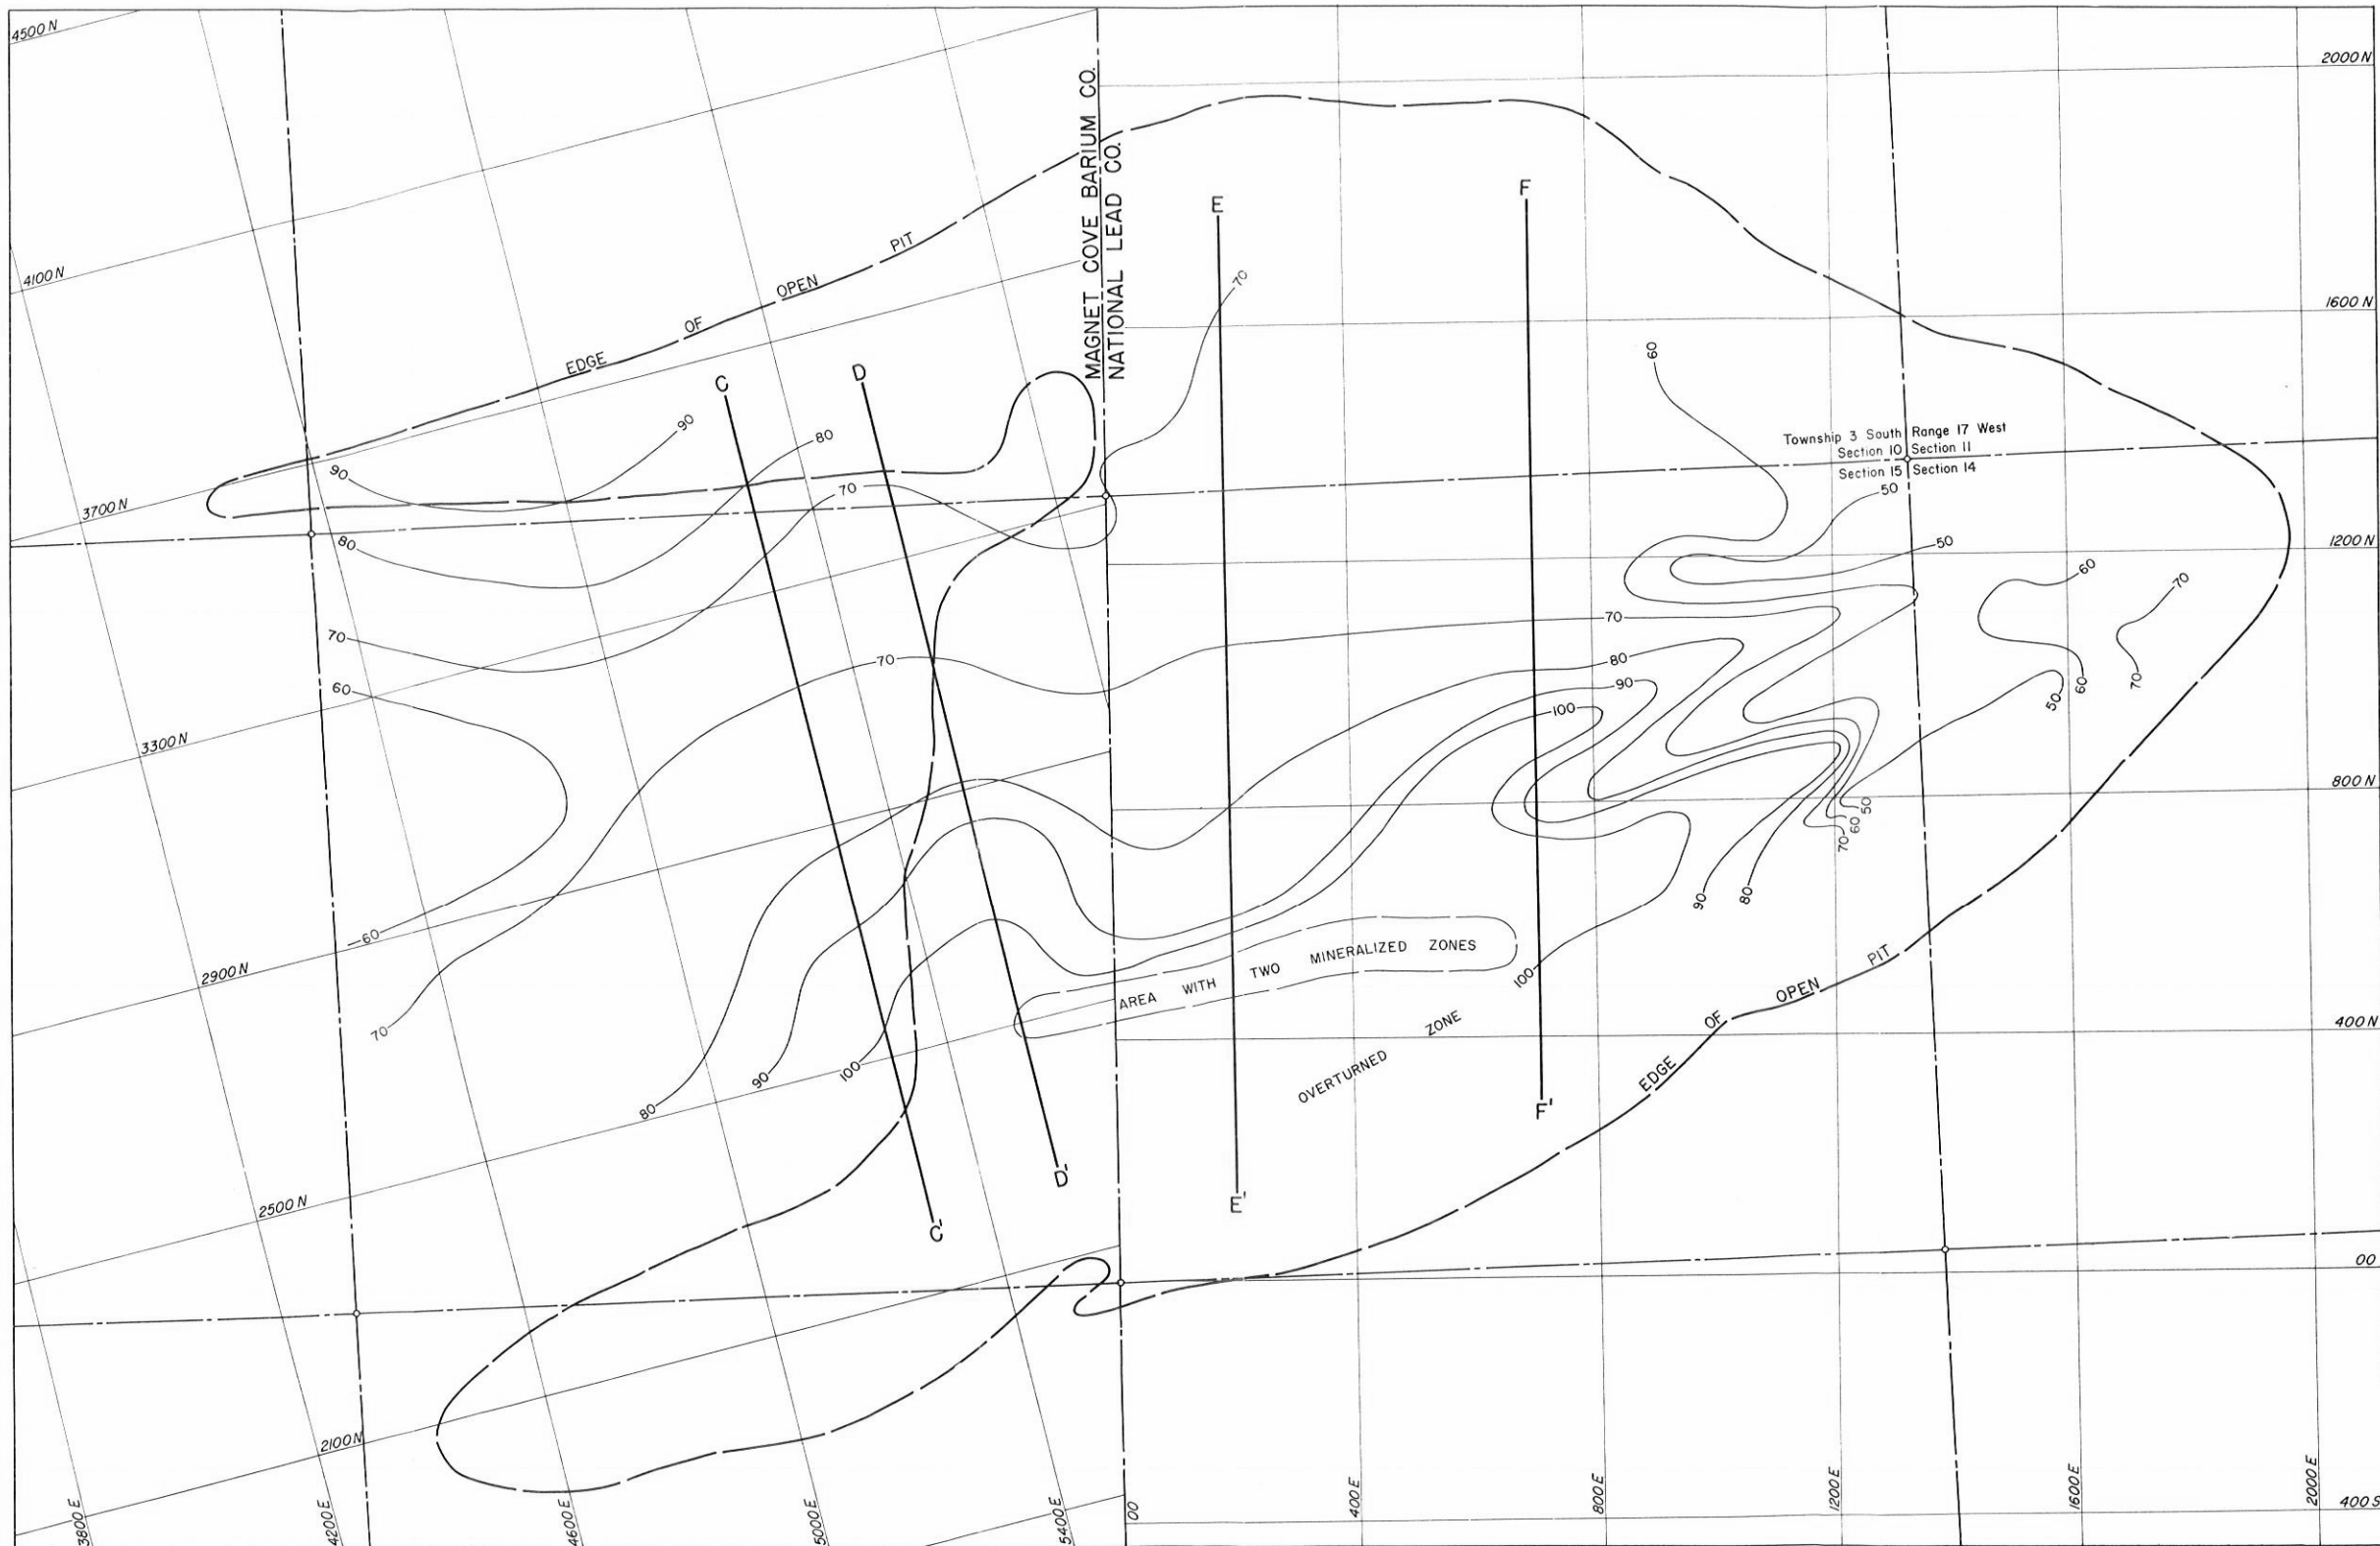 4500 N
2000 N
MAGNET COVE BARIUM CO.
NATIONAL LEAD CO.
F
E
EDGE OF OPEN PIT
4100 N
70
1600 N
60
C
D
90
80
Township 3 South Range 17 West
Section 10 Section 11
Section 15 Section 14
90
70
50
3700 N
80
50
1200 N
60
70
70
70
70
80
60
90
50
60
70
100
3300 N
800 N
50
60
70
90
80
60
AREA WITH TWO MINERALIZED ZONES
2900 N
100
EDGE OF OPEN PIT
70
OVERTURNED ZONE
400 N
80
90
100
F'
D'
E'
C'
2500 N
00
2100 N
3800 E
4200 E
4600 E
5000 E
5400 E
00
400 E
800 E
1200 E
1600 E
2000 E
400 S